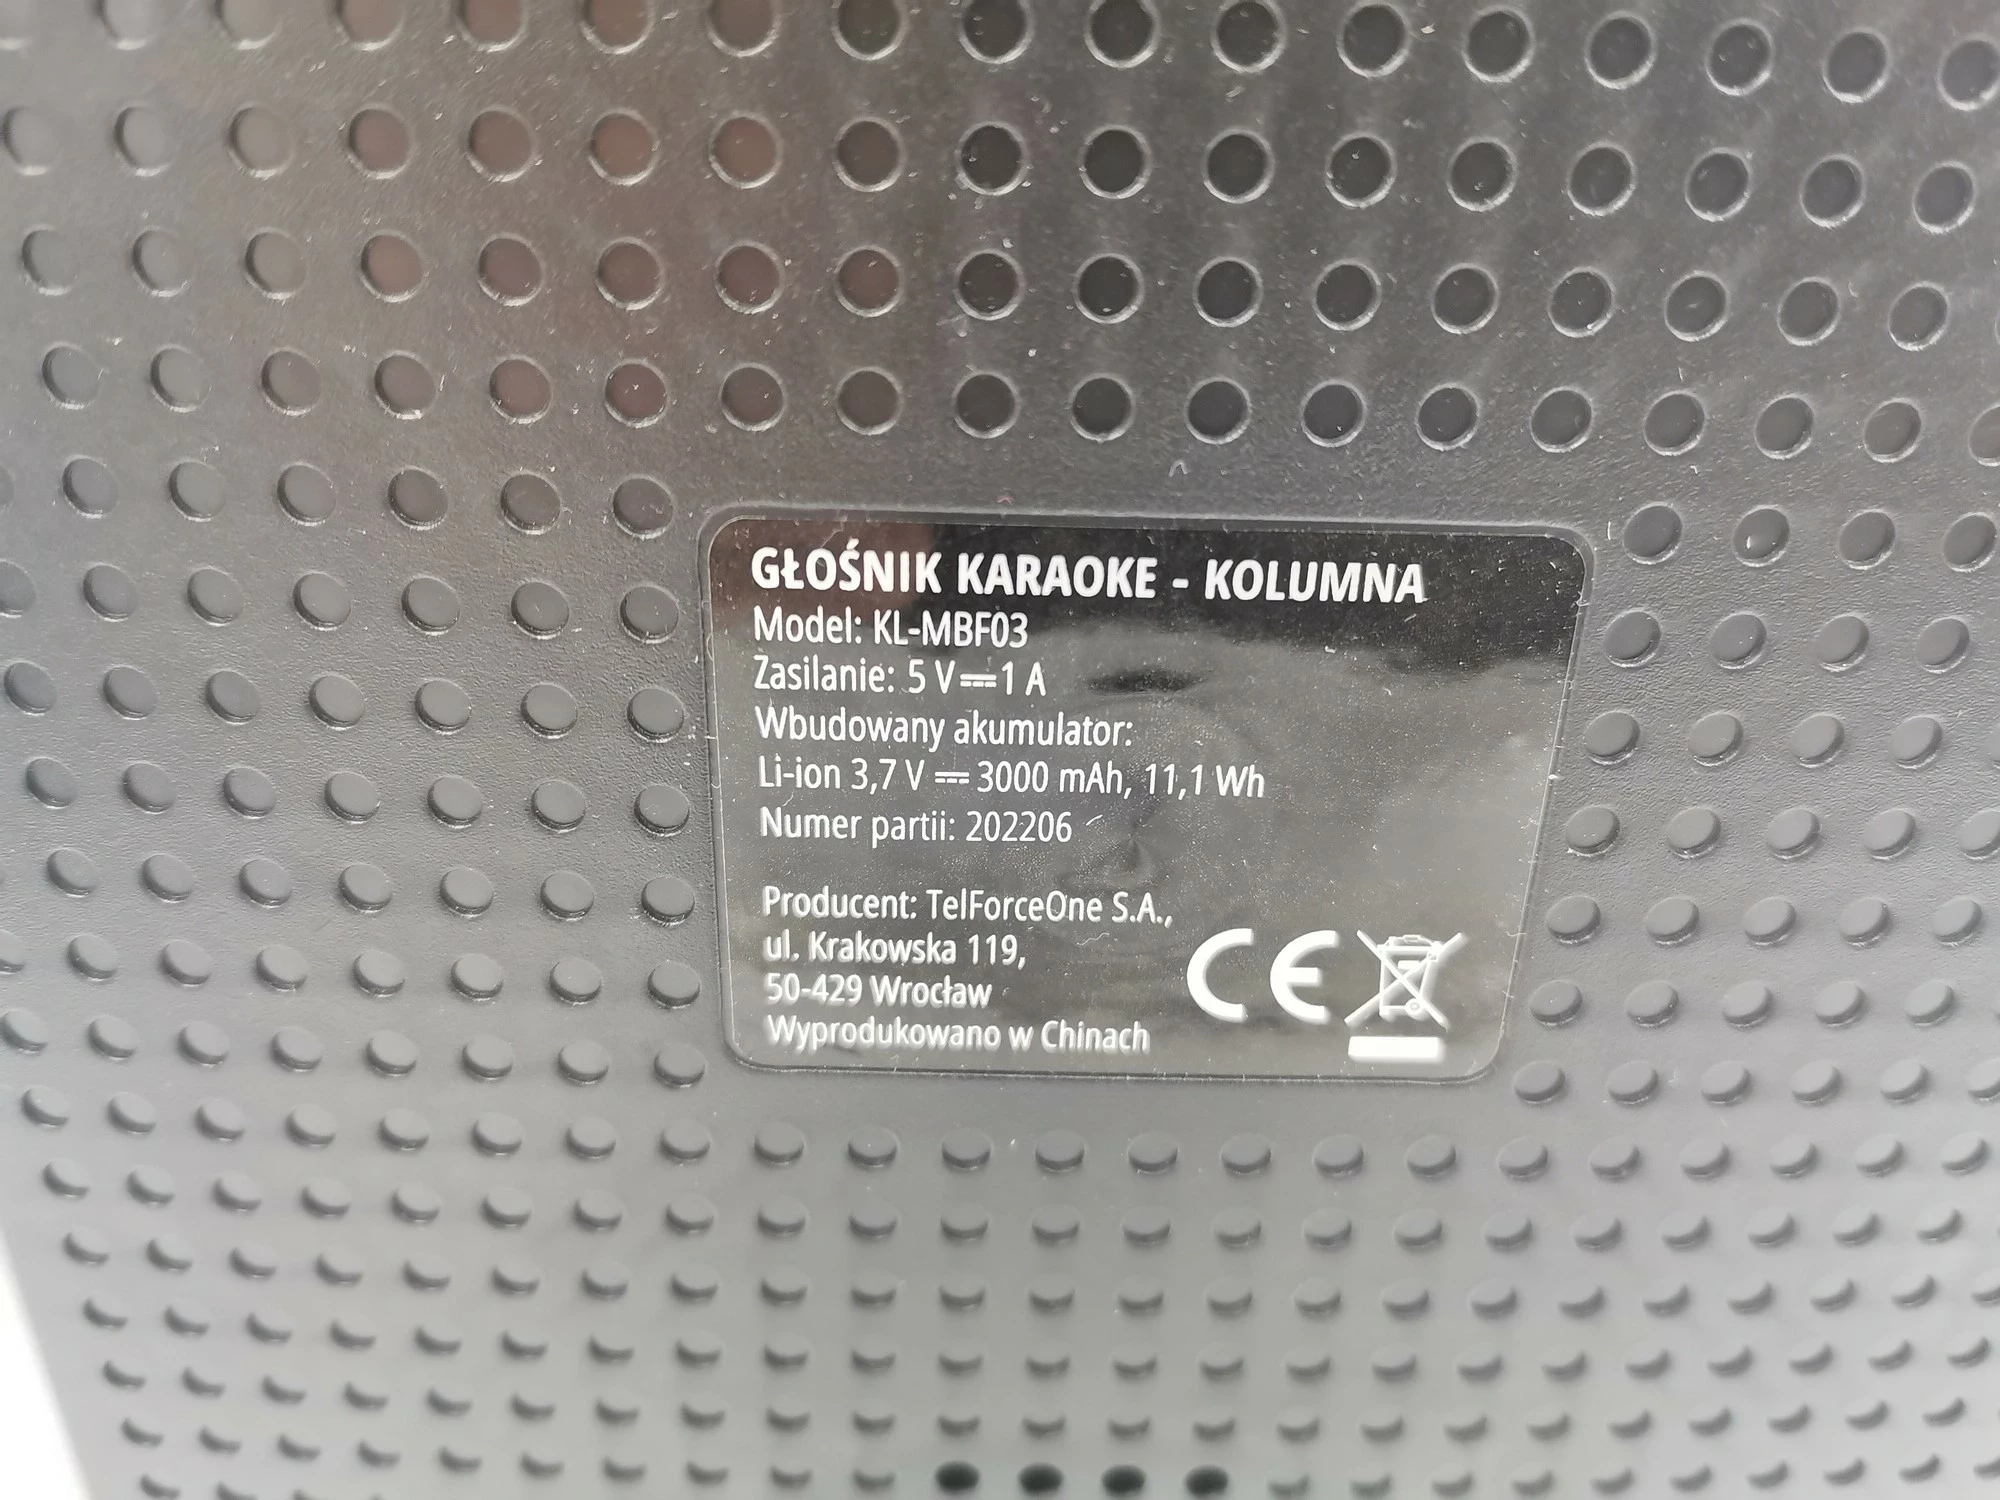 GŁOŚNIK KARAOKE - KOLUMNA
Model: KL-MBF03
Zasilanie: 5 V⎓1 A
Wbudowany akumulator:
Li-ion 3,7 V ⎓ 3000 mAh, 11,1 Wh
Numer partii: 202206
Producent: TelForceOne S.A.,
ul. Krakowska 119,
50-429 Wrocław
Wyprodukowano w Chinach
CE